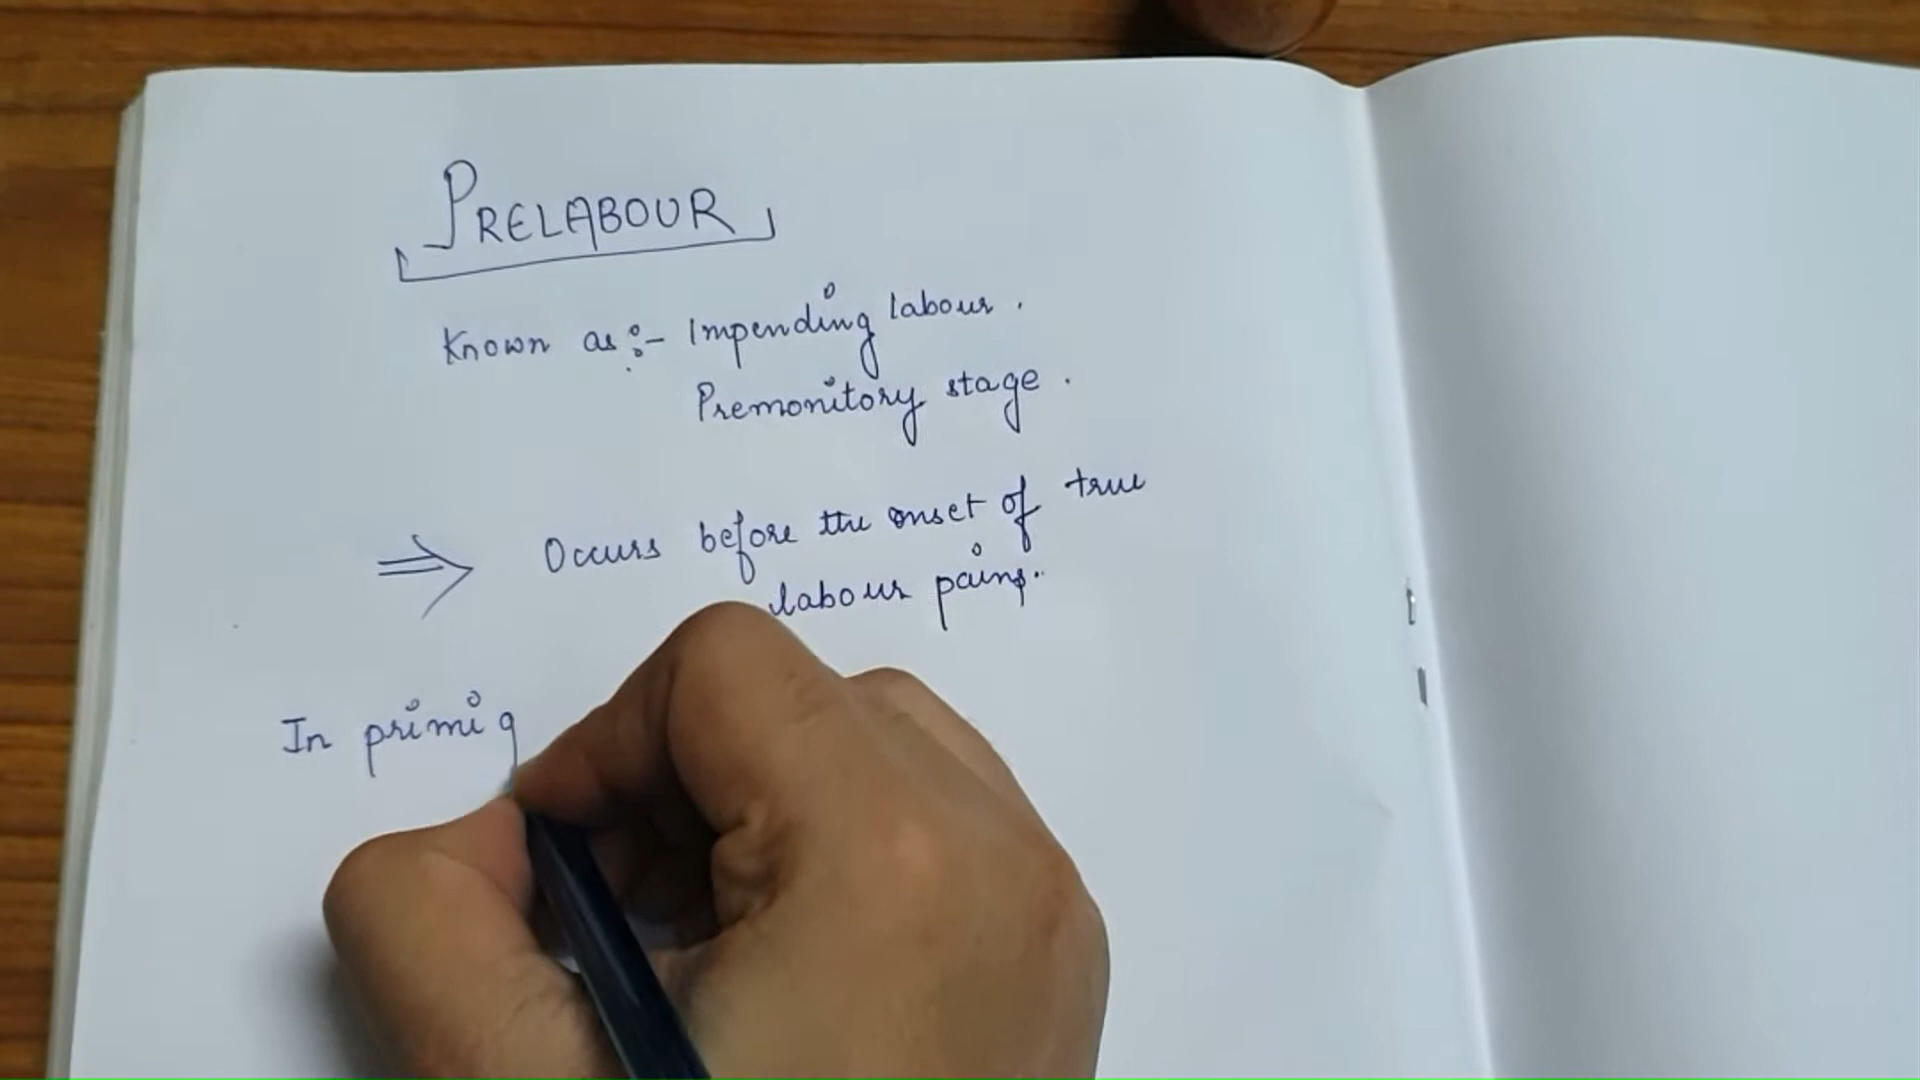 PRELABOUR
Known as :- Impending labour.
Premonitory stage.
⇒ Occurs before the onset of true
labour pains.
In primig